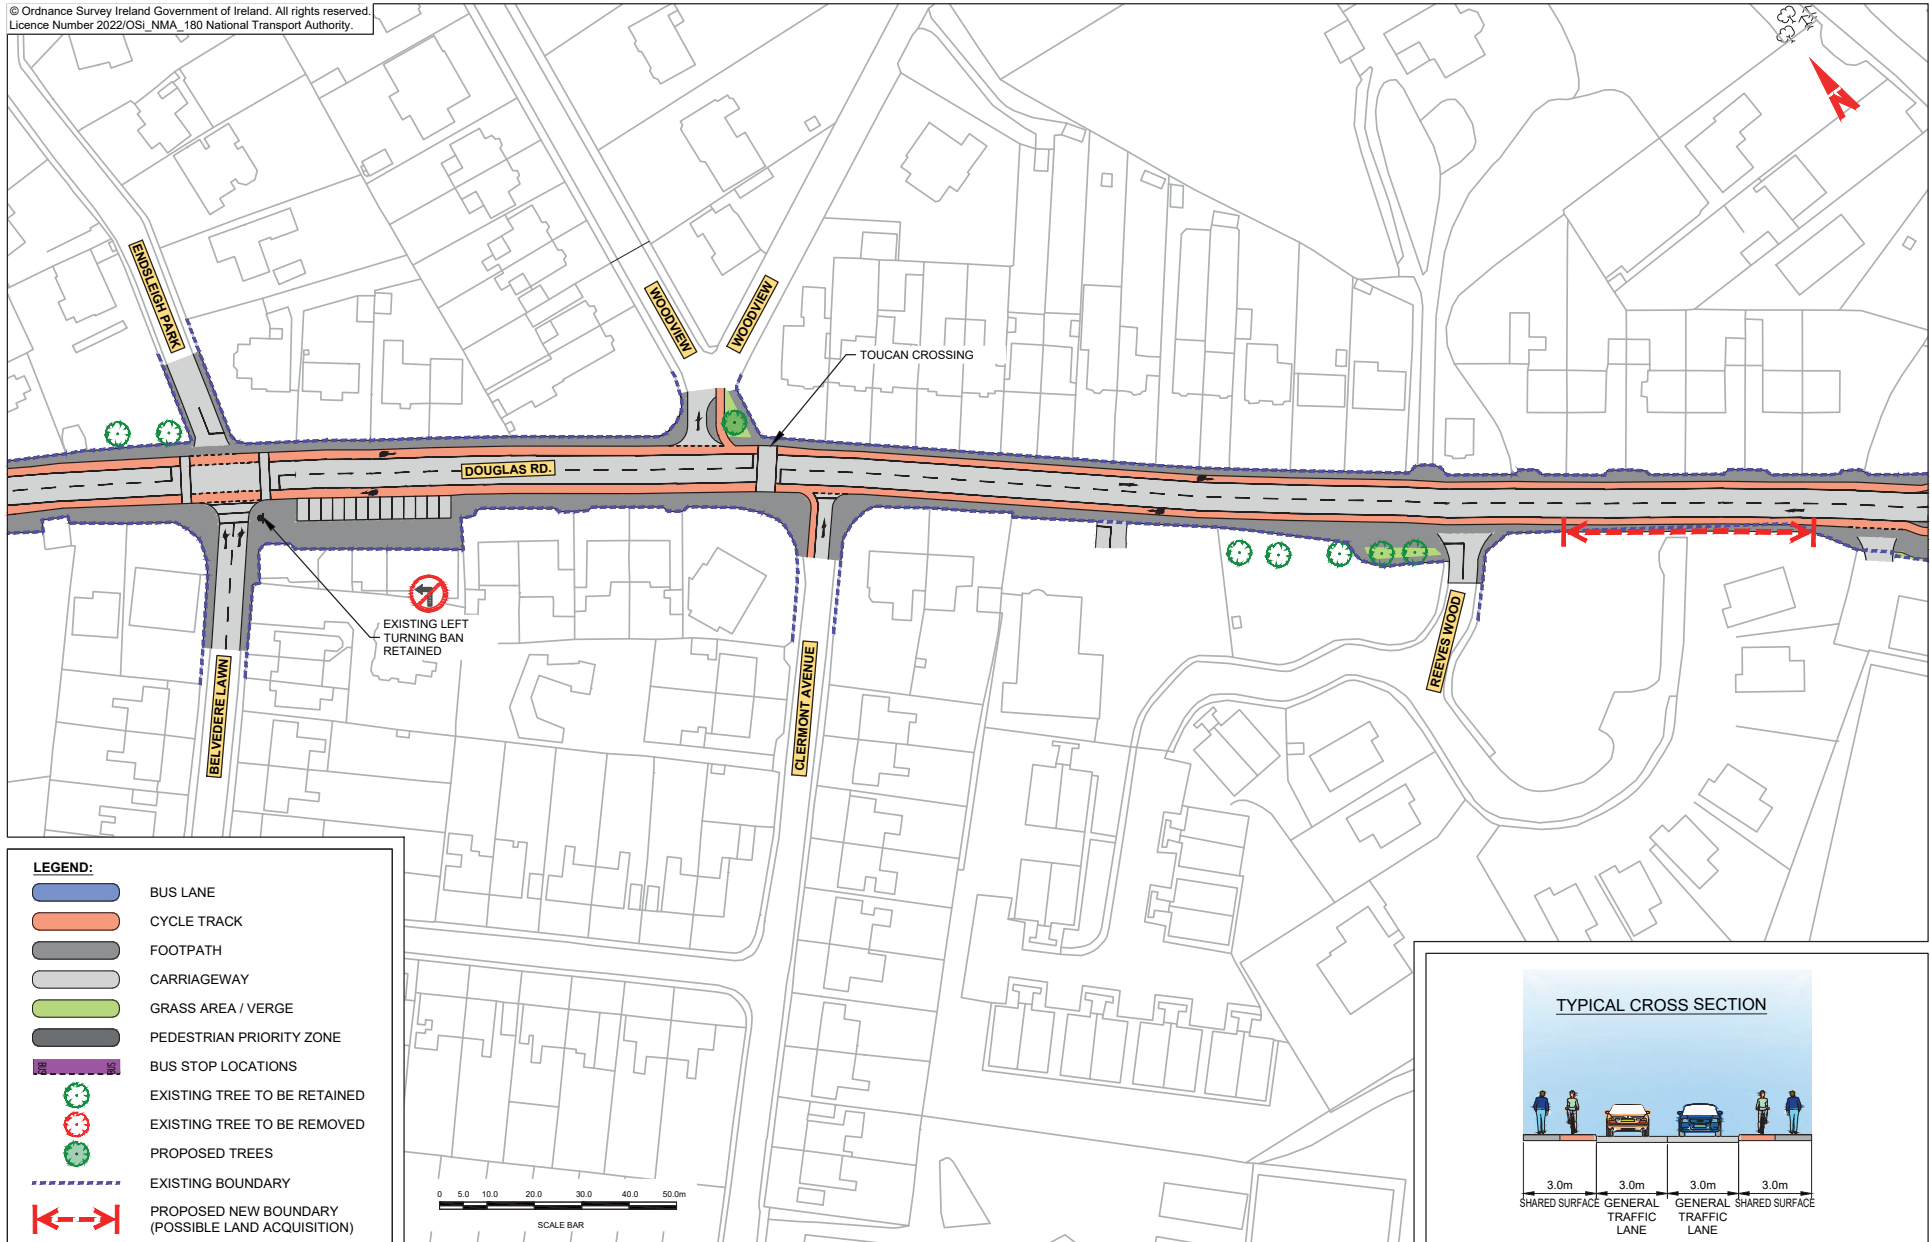 © Ordnance Survey Ireland Government of Ireland. All rights reserved.
Licence Number 2022/OSi_NMA_180 National Transport Authority.
ENDSLEIGH PARK
WOODVIEW
WOODVIEW
TOUCAN CROSSING
DOUGLAS RD.
EXISTING LEFT
TURNING BAN
RETAINED
BELVEDERE LAWN
CLERMONT AVENUE
REEVES WOOD
LEGEND:
BUS LANE
CYCLE TRACK
FOOTPATH
CARRIAGEWAY
GRASS AREA / VERGE
PEDESTRIAN PRIORITY ZONE
BUS STOP LOCATIONS
EXISTING TREE TO BE RETAINED
EXISTING TREE TO BE REMOVED
PROPOSED TREES
EXISTING BOUNDARY
PROPOSED NEW BOUNDARY
(POSSIBLE LAND ACQUISITION)
0 5.0 10.0 20.0 30.0 40.0 50.0m
SCALE BAR
TYPICAL CROSS SECTION
3.0m 3.0m 3.0m 3.0m
SHARED SURFACE GENERAL TRAFFIC LANE GENERAL TRAFFIC LANE SHARED SURFACE